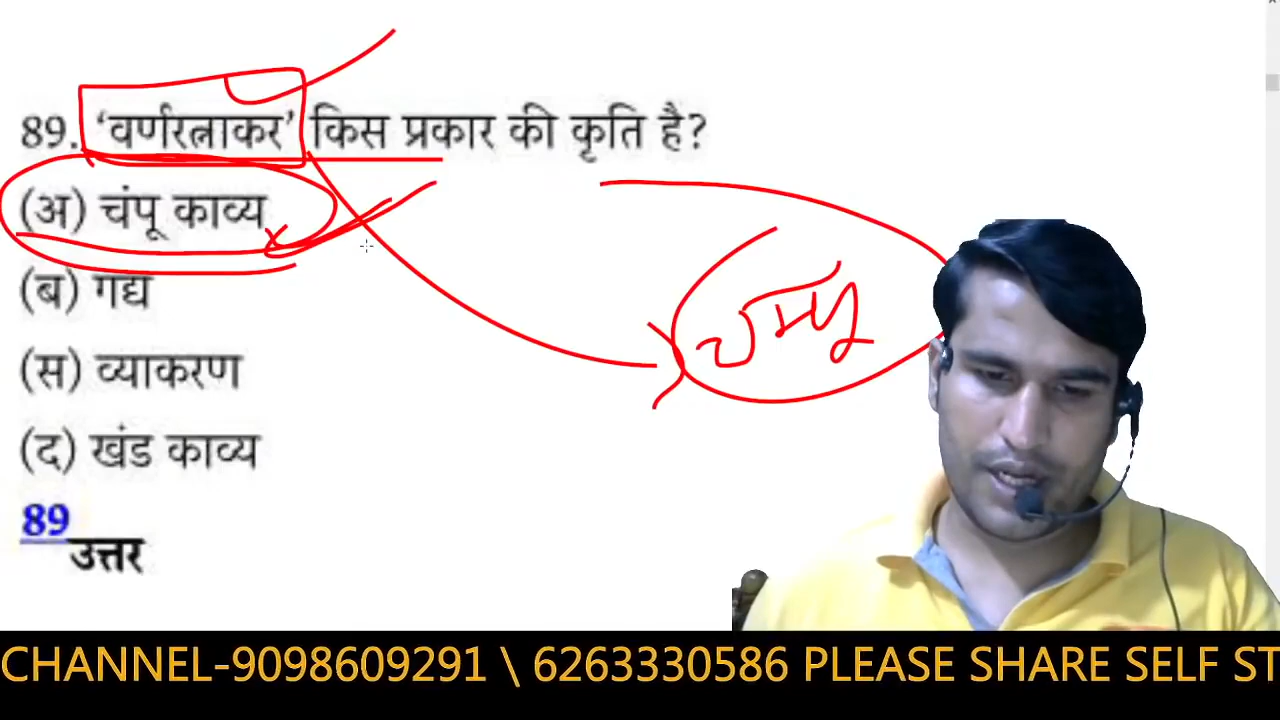 89. ‘वर्णरत्नाकर’ किस प्रकार की कृति है?
(अ) चंपू काव्य
(ब) गद्य
(स) व्याकरण
(द) खंड काव्य
89
उत्तर
CHANNEL-9098609291 \ 6263330586 PLEASE SHARE SELF ST